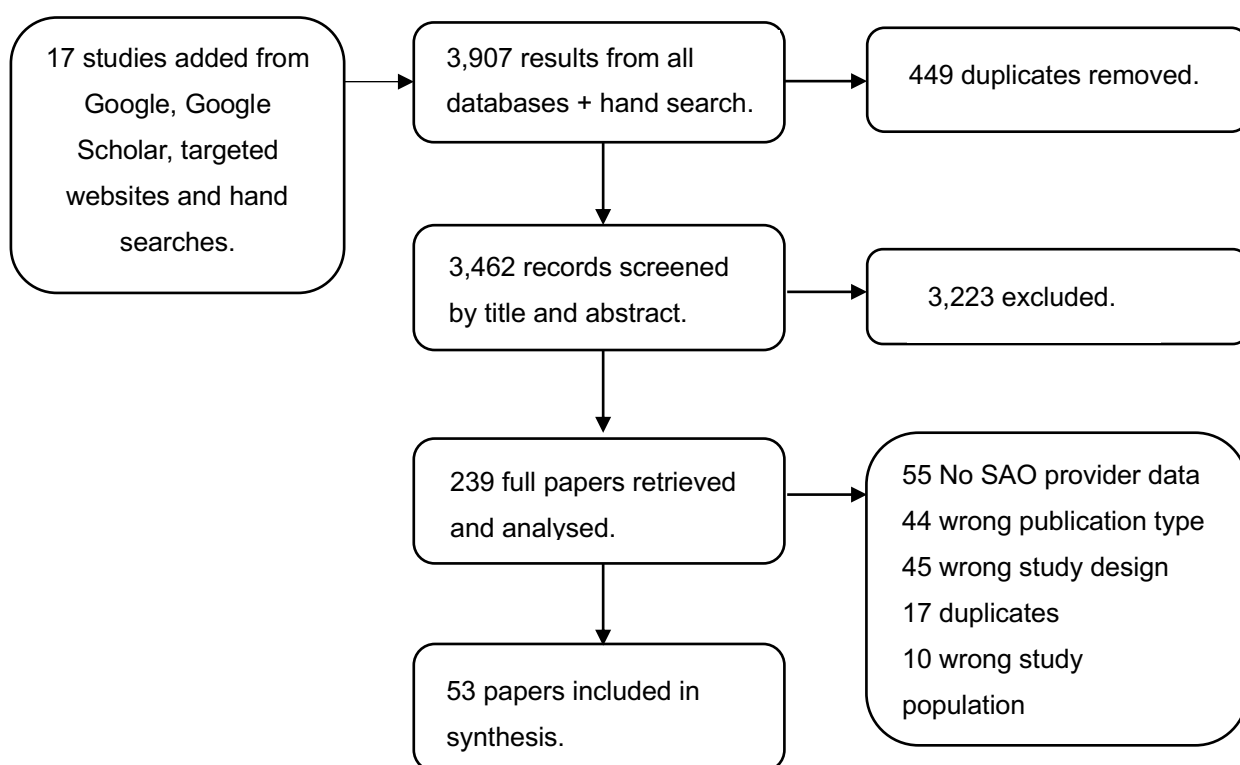 17 studies added from
Google, Google
Scholar, targeted
websites and hand
searches.
3,907 results from all
databases + hand search.
449 duplicates removed.
3,462 records screened
by title and abstract.
3,223 excluded.
239 full papers retrieved
and analysed.
55 No SAO provider data
44 wrong publication type
45 wrong study design
17 duplicates
10 wrong study
population
53 papers included in
synthesis.